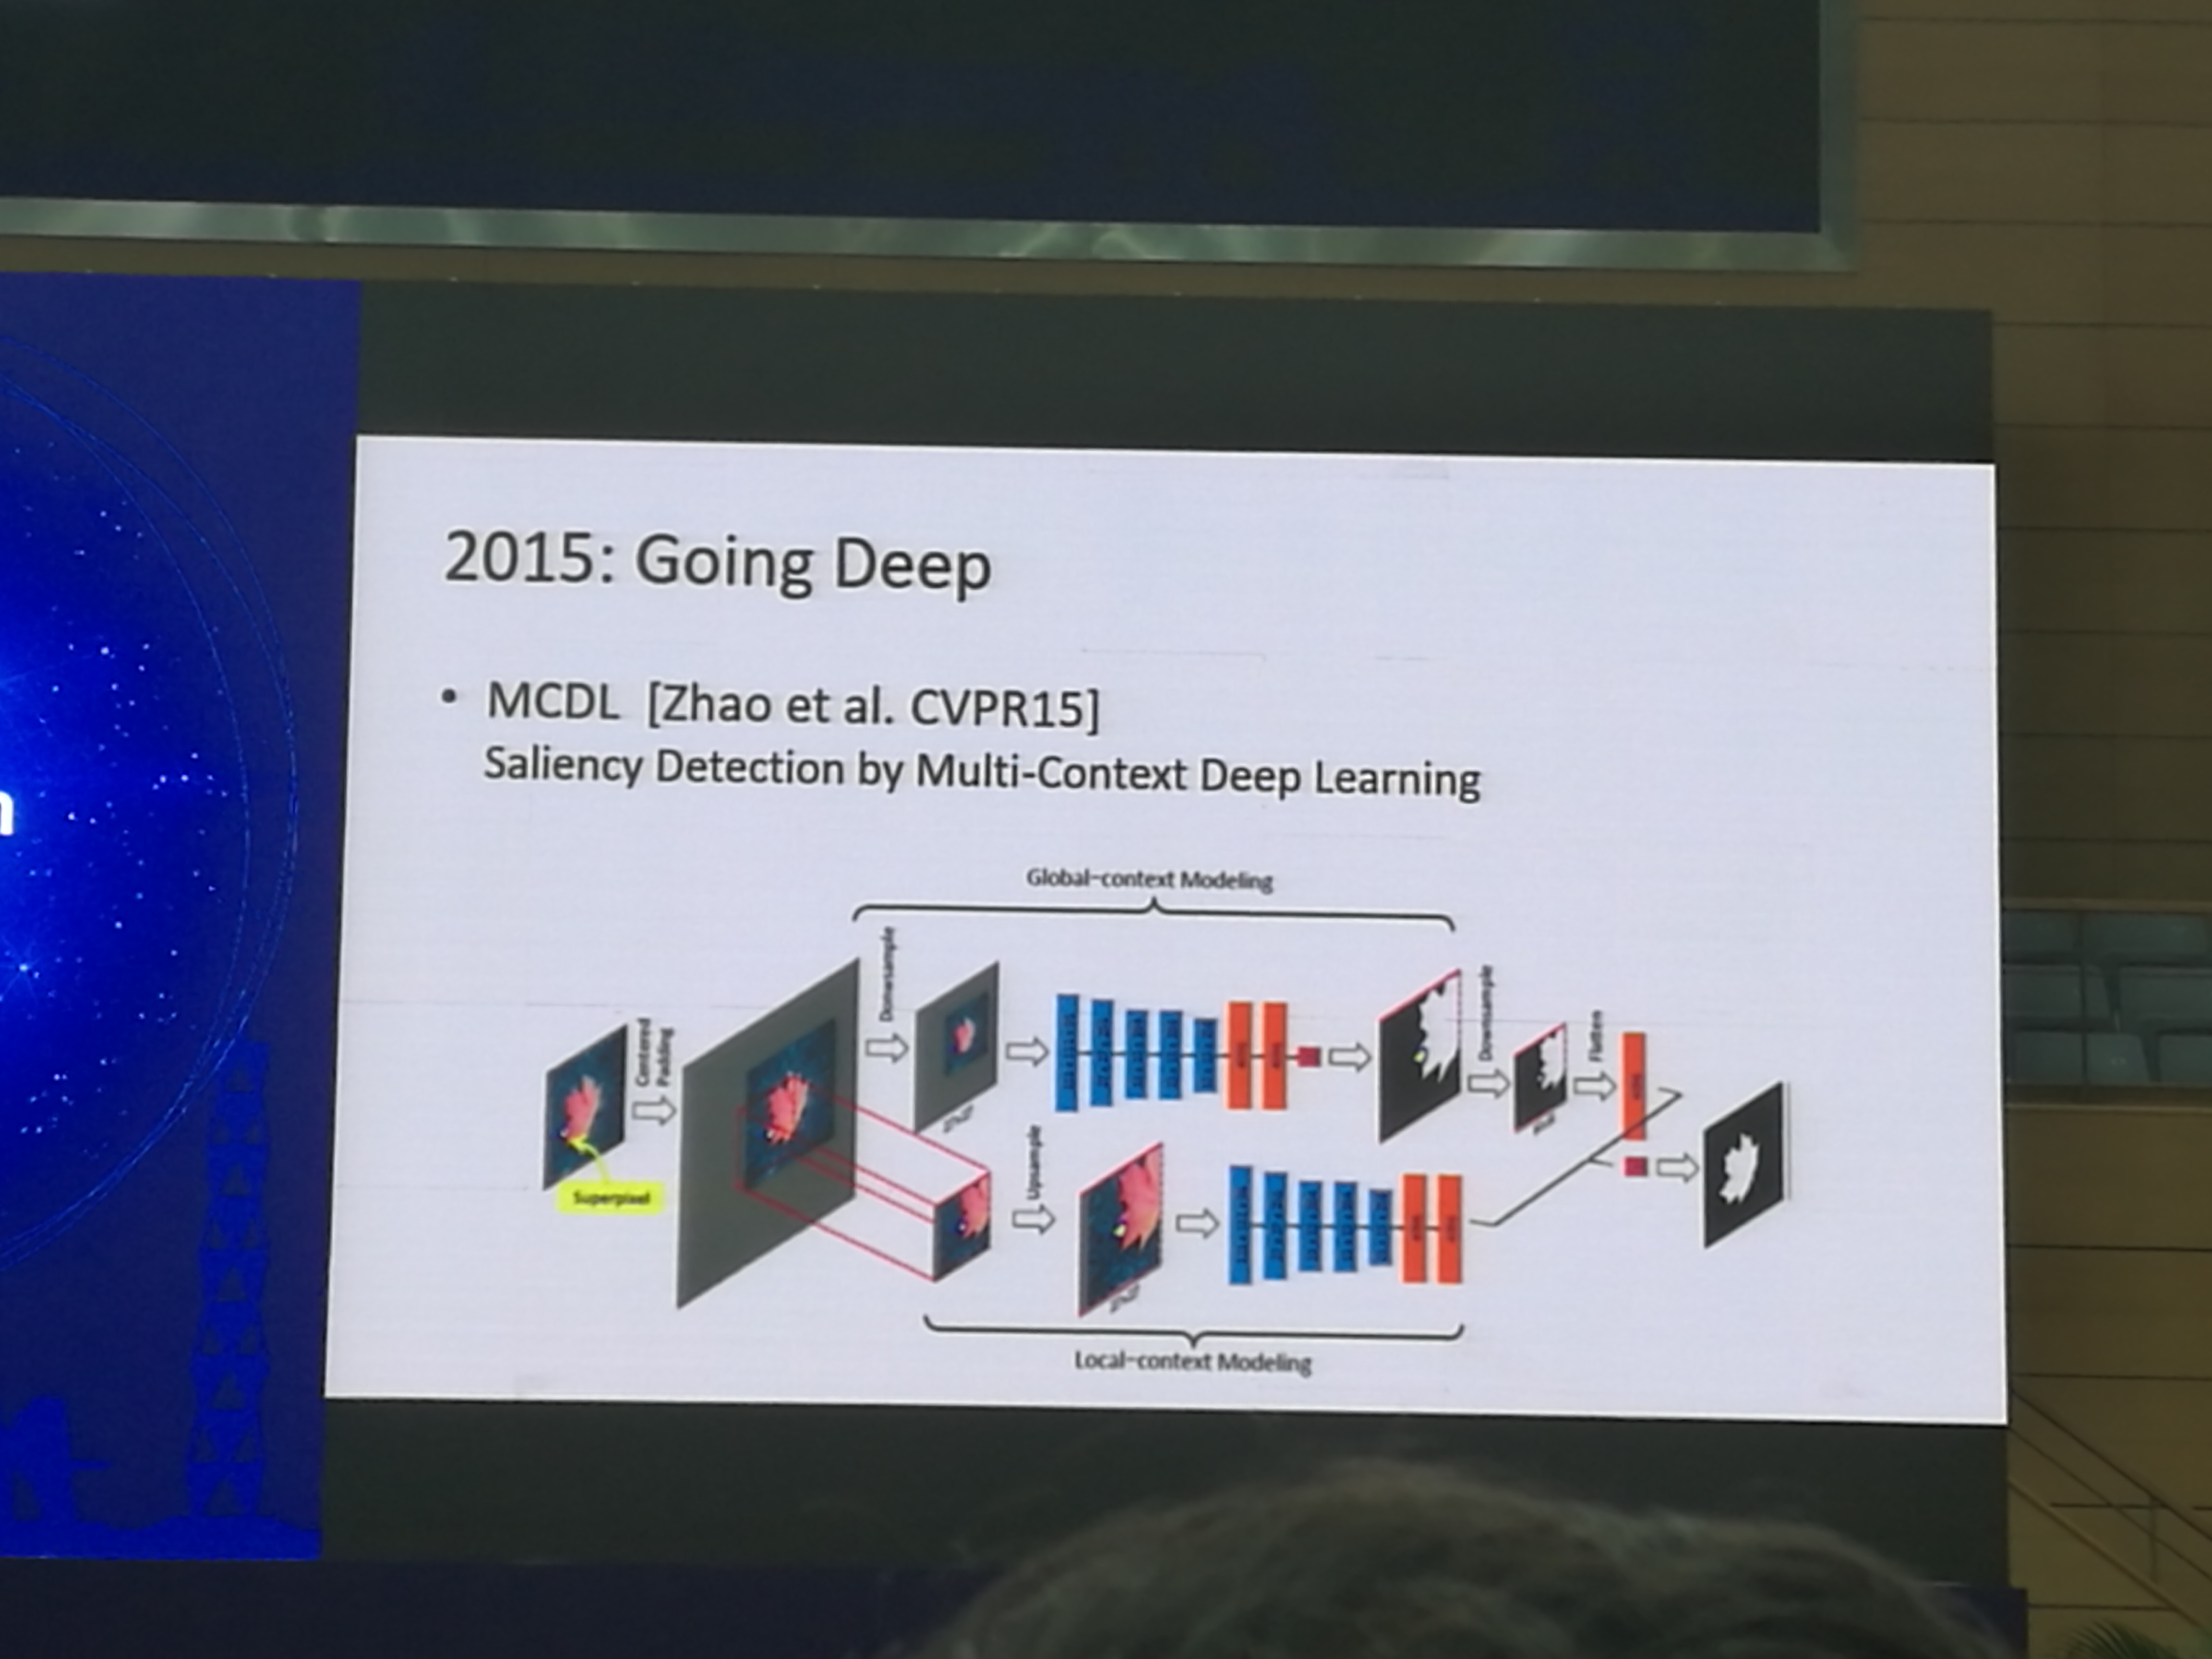 2015: Going Deep
• MCDL [Zhao et al. CVPR15]
Saliency Detection by Multi-Context Deep Learning
Global-context Modeling
Downsample
Centered
Padding
Superpixel
Upsample
Downsample
Flatten
Local-context Modeling